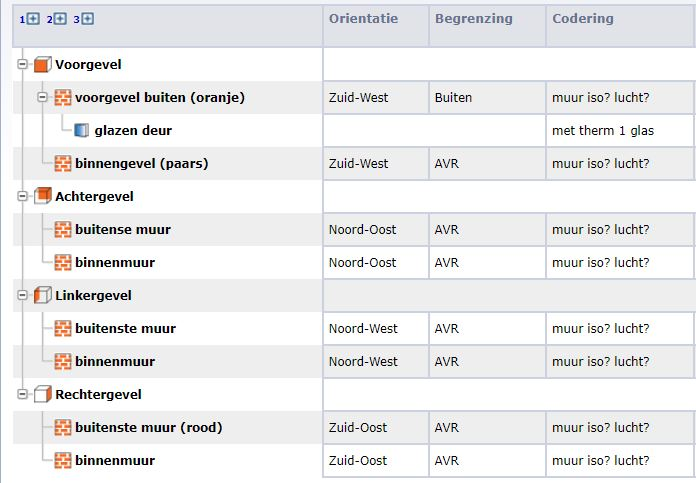 1 2 3 Orientatie Begrenzing Codering
Voorgevel
voorgevel buiten (oranje) Zuid-West Buiten muur iso? lucht?
glazen deur met therm 1 glas
binnengevel (paars) Zuid-West AVR muur iso? lucht?
Achtergevel
buitense muur Noord-Oost AVR muur iso? lucht?
binnenmuur Noord-Oost AVR muur iso? lucht?
Linkergevel
buitenste muur Noord-West AVR muur iso? lucht?
binnenmuur Noord-West AVR muur iso? lucht?
Rechtergevel
buitenste muur (rood) Zuid-Oost AVR muur iso? lucht?
binnenmuur Zuid-Oost AVR muur iso? lucht?